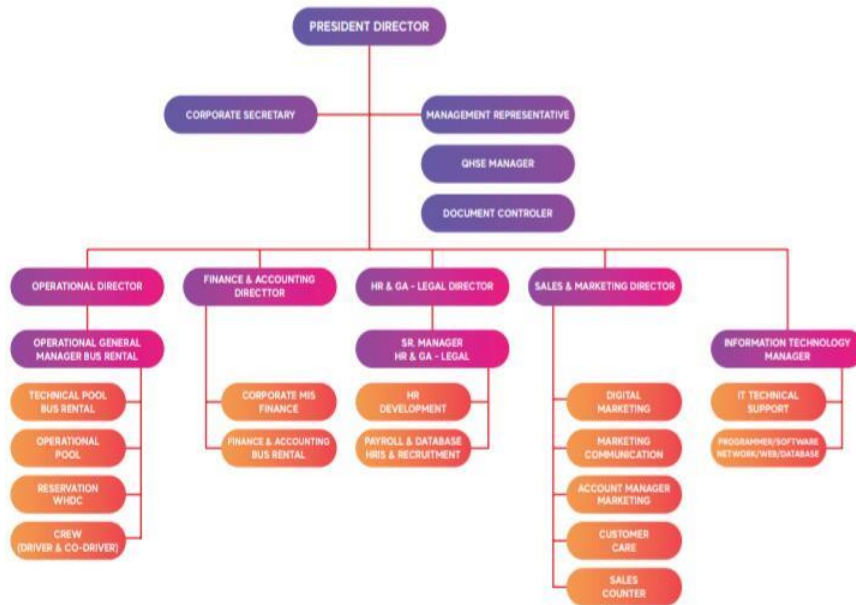 PRESIDENT DIRECTOR
CORPORATE SECRETARY
MANAGEMENT REPRESENTATIVE
QHSE MANAGER
DOCUMENT CONTROLER
OPERATIONAL DIRECTOR
FINANCE & ACCOUNTING
DIRECTTOR
HR & GA - LEGAL DIRECTOR
SALES & MARKETING DIRECTOR
OPERATIONAL GENERAL
MANAGER BUS RENTAL
SR. MANAGER
HR & GA - LEGAL
INFORMATION TECHNOLOGY
MANAGER
TECHNICAL POOL
BUS RENTAL
OPERATIONAL
POOL
RESERVATION
WHDC
CREW
(DRIVER & CO-DRIVER)
CORPORATE MIS
FINANCE
FINANCE & ACCOUNTING
BUS RENTAL
HR
DEVELOPMENT
PAYROLL & DATABASE
HRIS & RECRUITMENT
DIGITAL
MARKETING
MARKETING
COMMUNICATION
ACCOUNT MANAGER
MARKETING
CUSTOMER
CARE
SALES
COUNTER
IT TECHNICAL
SUPPORT
PROGRAMMER/SOFTWARE
NETWORK/WEB/DATABASE